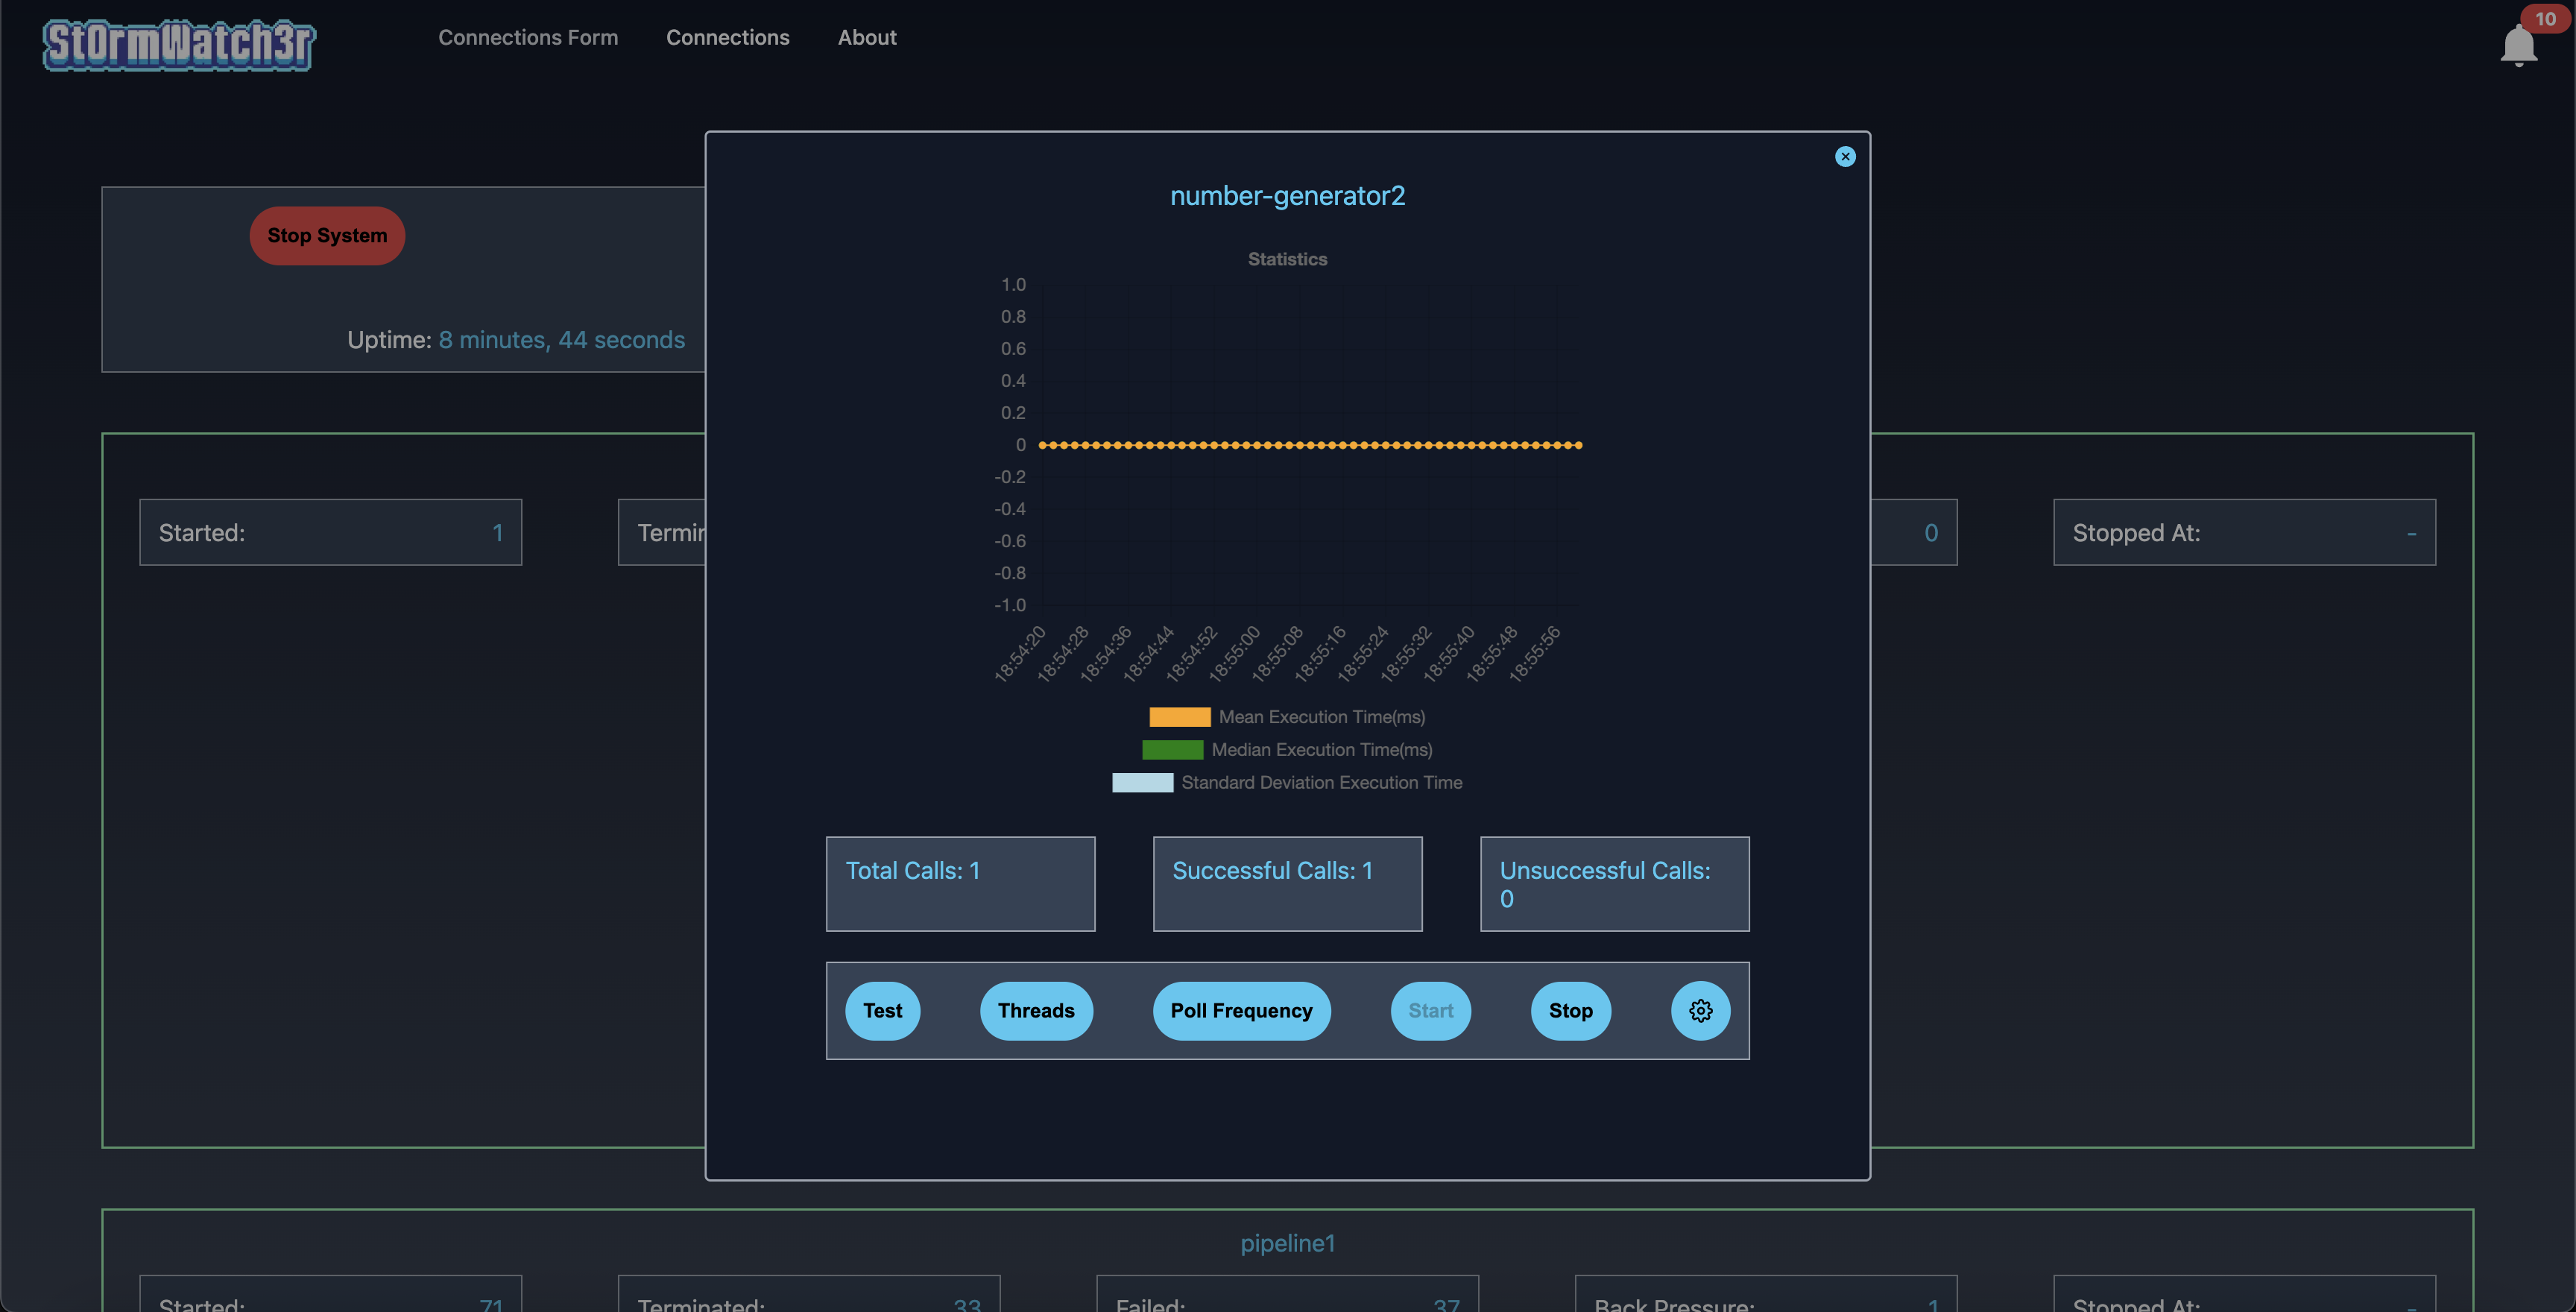 St0rmWatch3r
Connections Form
Connections
About
10
number-generator2
Stop System
Uptime: 8 minutes, 44 seconds
Statistics
1.0
0.8
0.6
0.4
0.2
0
-0.2
-0.4
-0.6
-0.8
-1.0
18:54:20
18:54:28
18:54:36
18:54:44
18:54:52
18:55:00
18:55:08
18:55:16
18:55:24
18:55:32
18:55:40
18:55:48
18:55:56
Mean Execution Time(ms)
Median Execution Time(ms)
Standard Deviation Execution Time
Started: 1
Termin
0
Stopped At: -
Total Calls: 1
Successful Calls: 1
Unsuccessful Calls:
0
Test
Threads
Poll Frequency
Start
Stop
pipeline1
Started: 71
Terminated: 33
Failed: 37
Back Pressure: 1
Stopped At: -